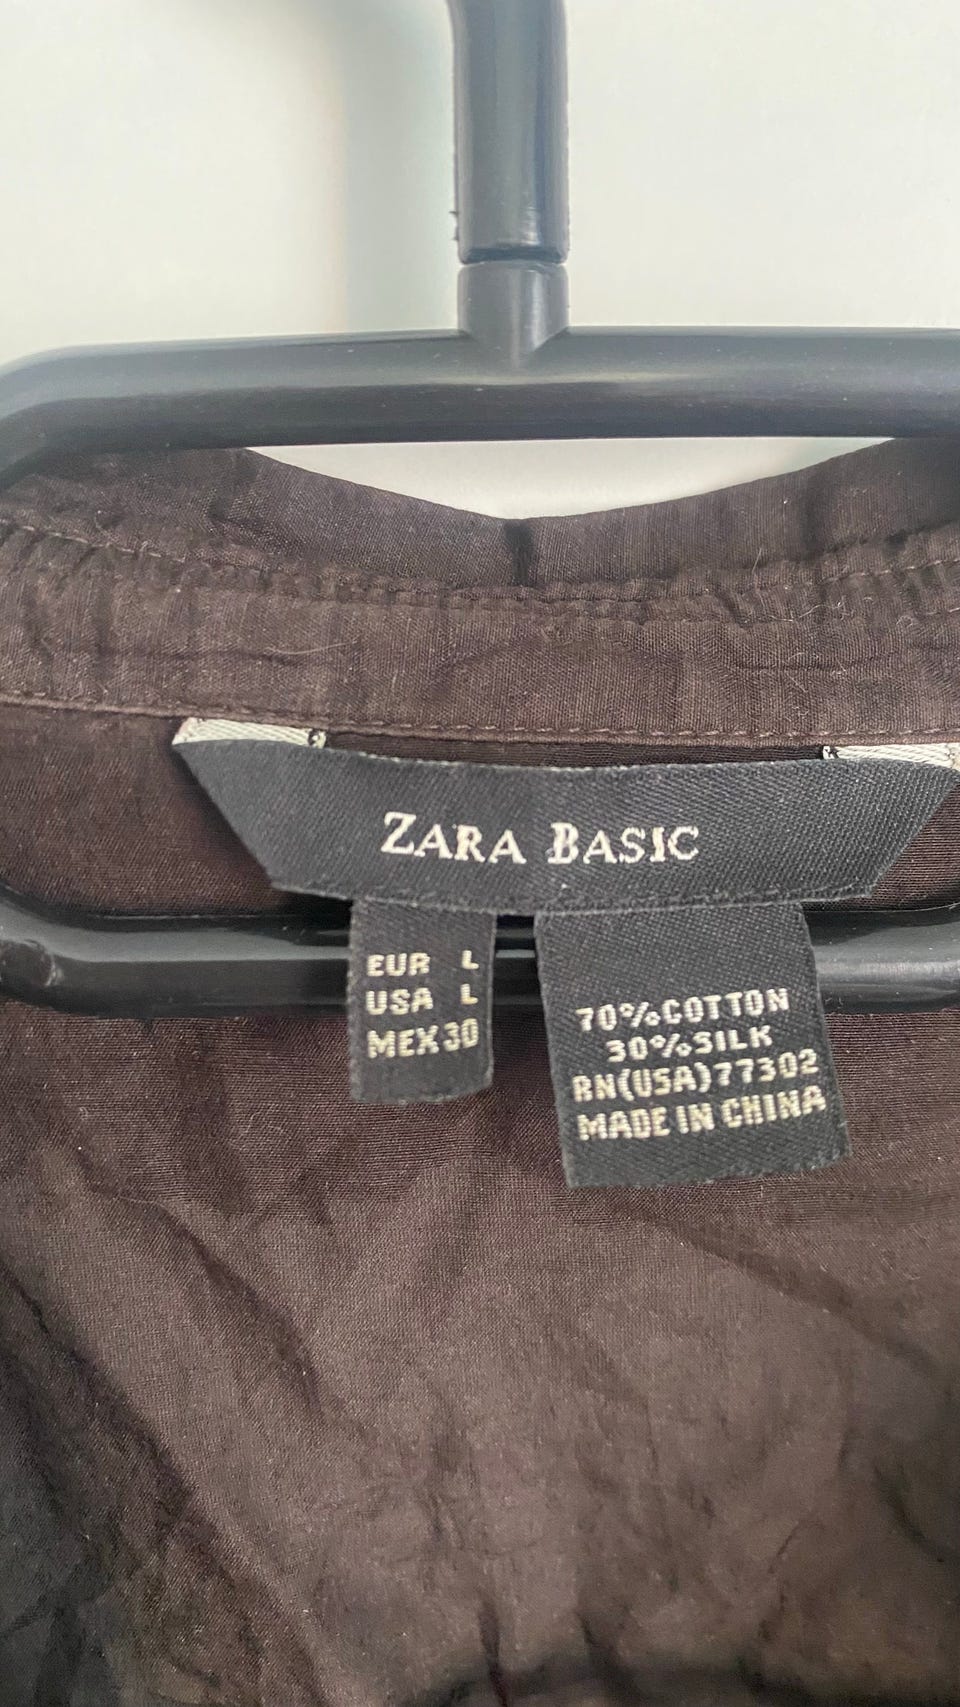 ZARA BASIC
EUR L
USA L
MEX 30
70%COTTON
30%SILK
RN(USA)77302
MADE IN CHINA